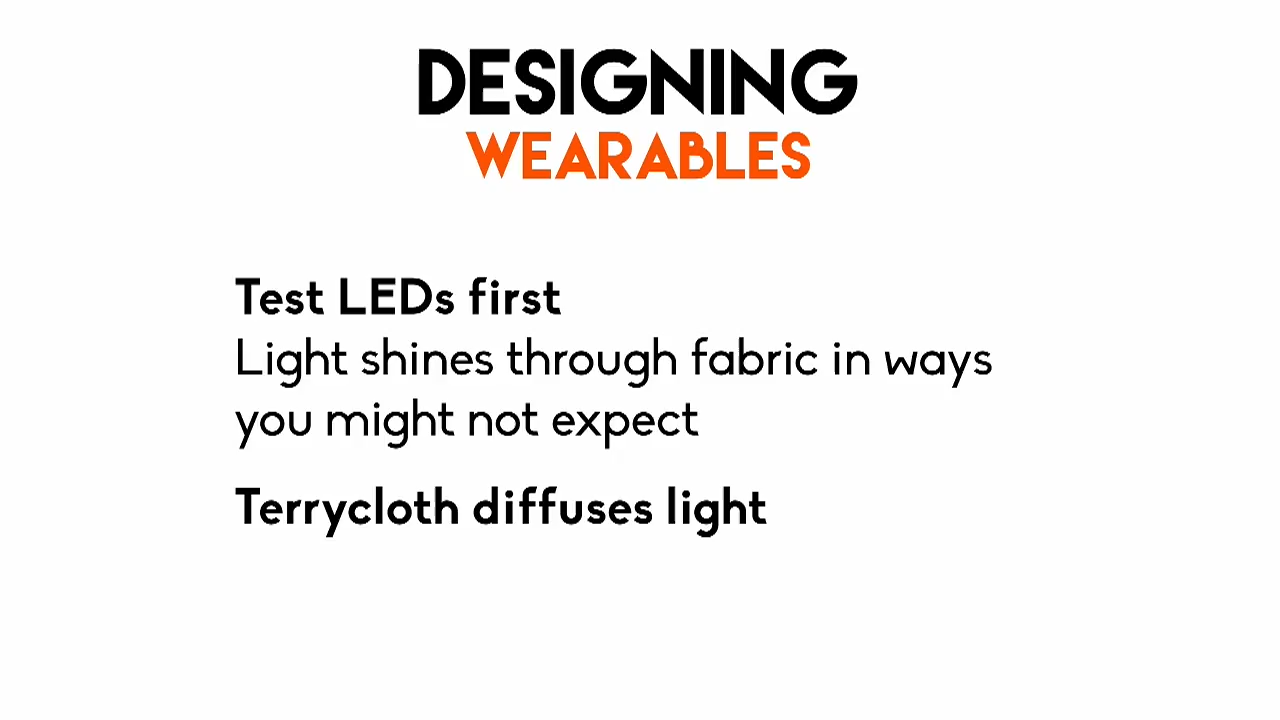 DESIGNING
WEARABLES
Test LEDs first
Light shines through fabric in ways
you might not expect
Terrycloth diffuses light